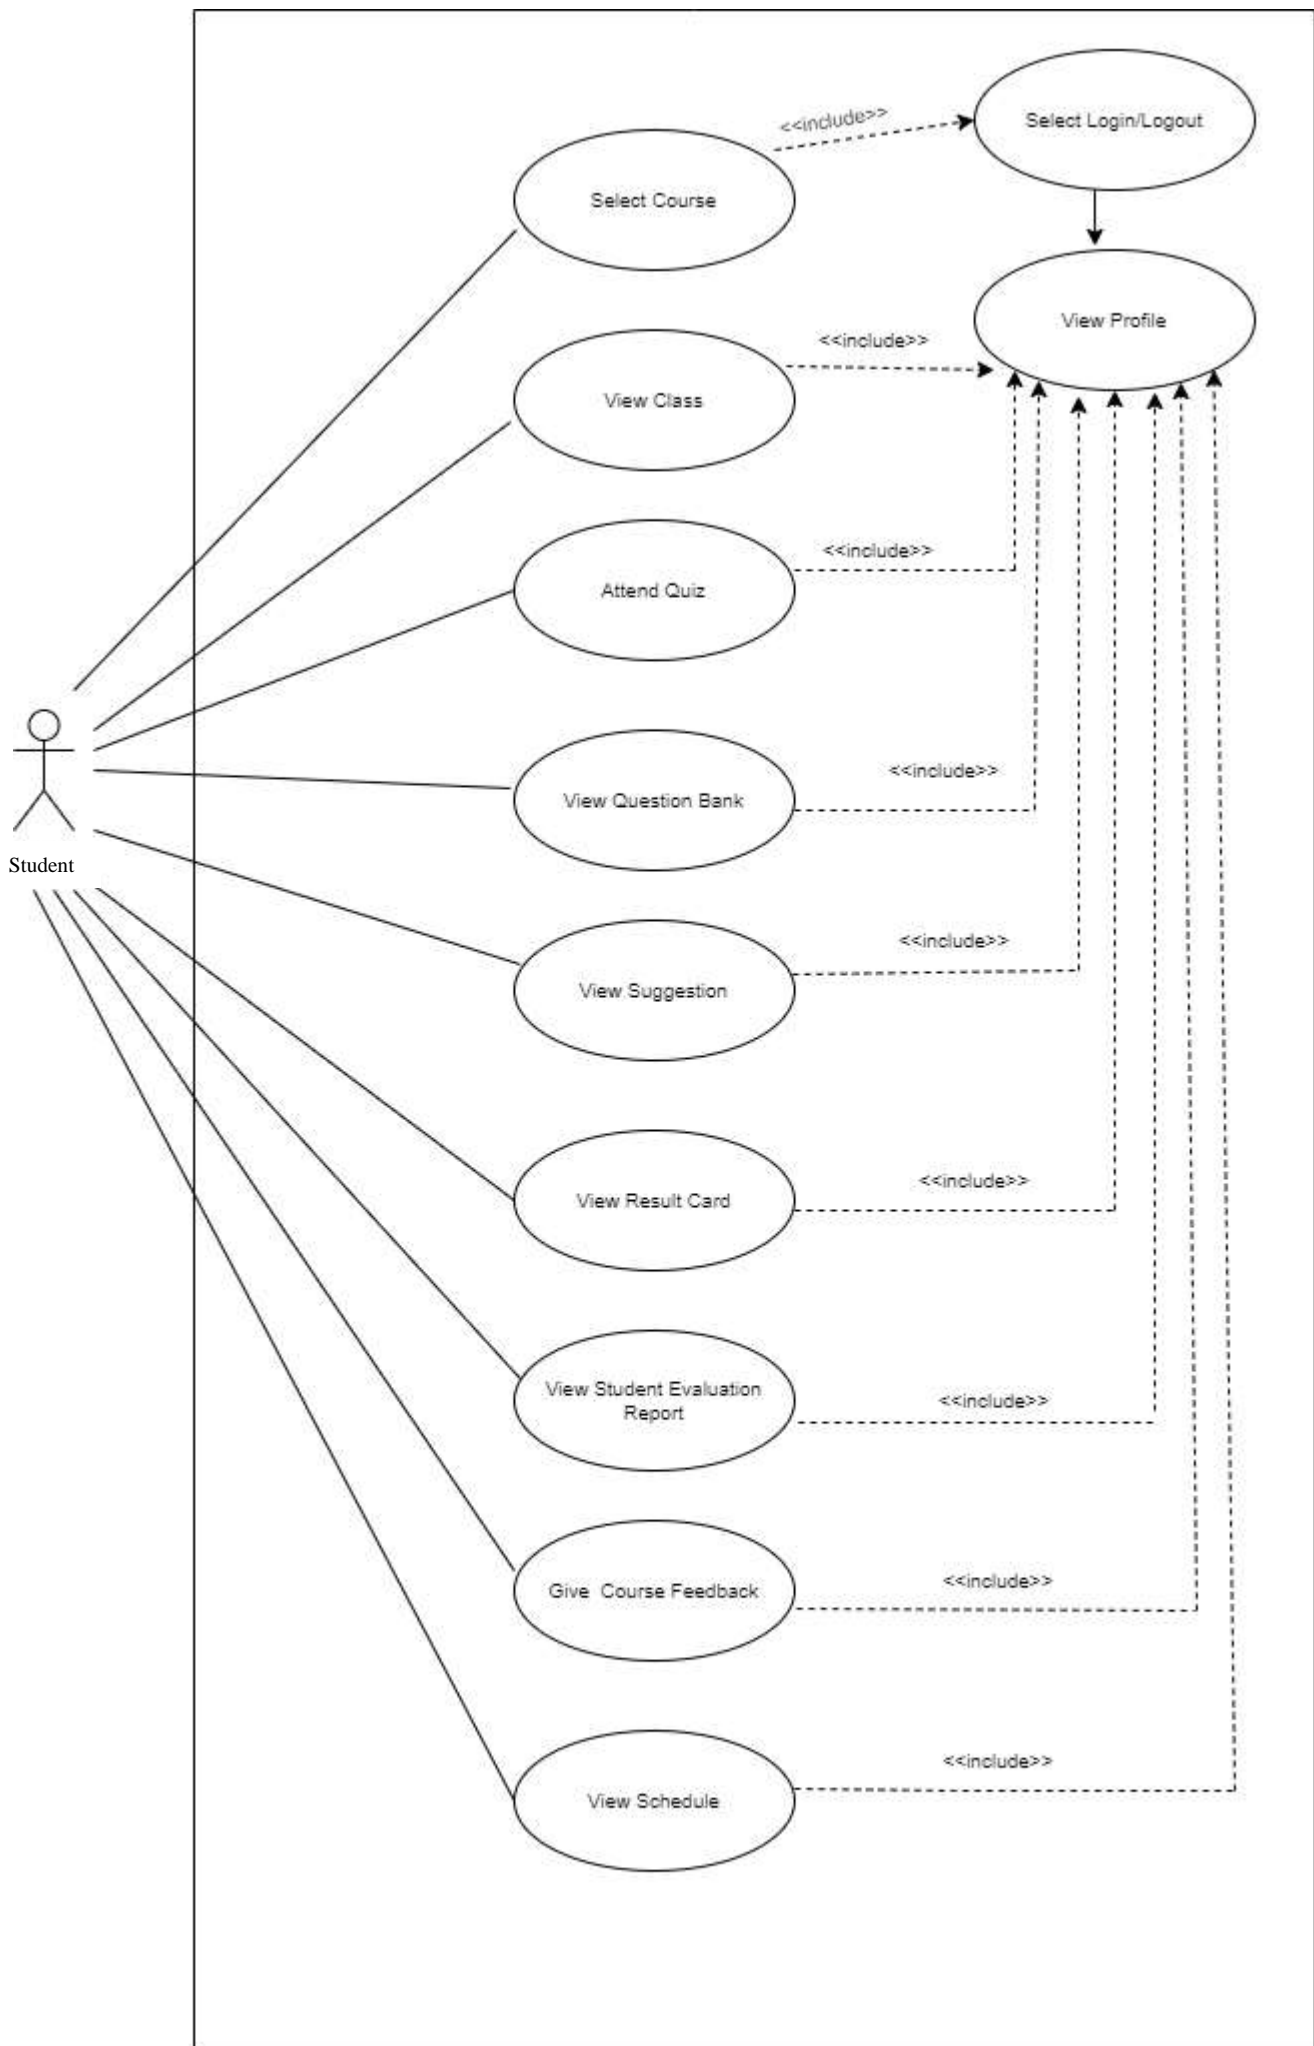 <<include>>
Select Login/Logout
Select Course
View Profile
<<include>>
View Class
<<include>>
Attend Quiz
<<include>>
View Question Bank
Student
<<include>>
View Suggestion
<<include>>
View Result Card
View Student Evaluation
Report
<<include>>
<<include>>
Give  Course Feedback
<<include>>
View Schedule